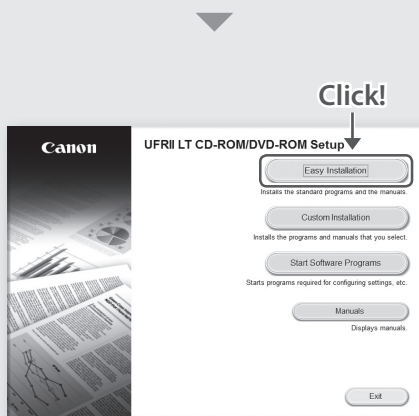 Click!
Canon
UFRII LT CD-ROM/DVD-ROM Setup
Easy Installation
Installs the standard programs and the manuals.
Custom Installation
Installs the programs and manuals that you select.
Start Software Programs
Starts programs required for configuring settings, etc.
Manuals
Displays manuals.
Exit